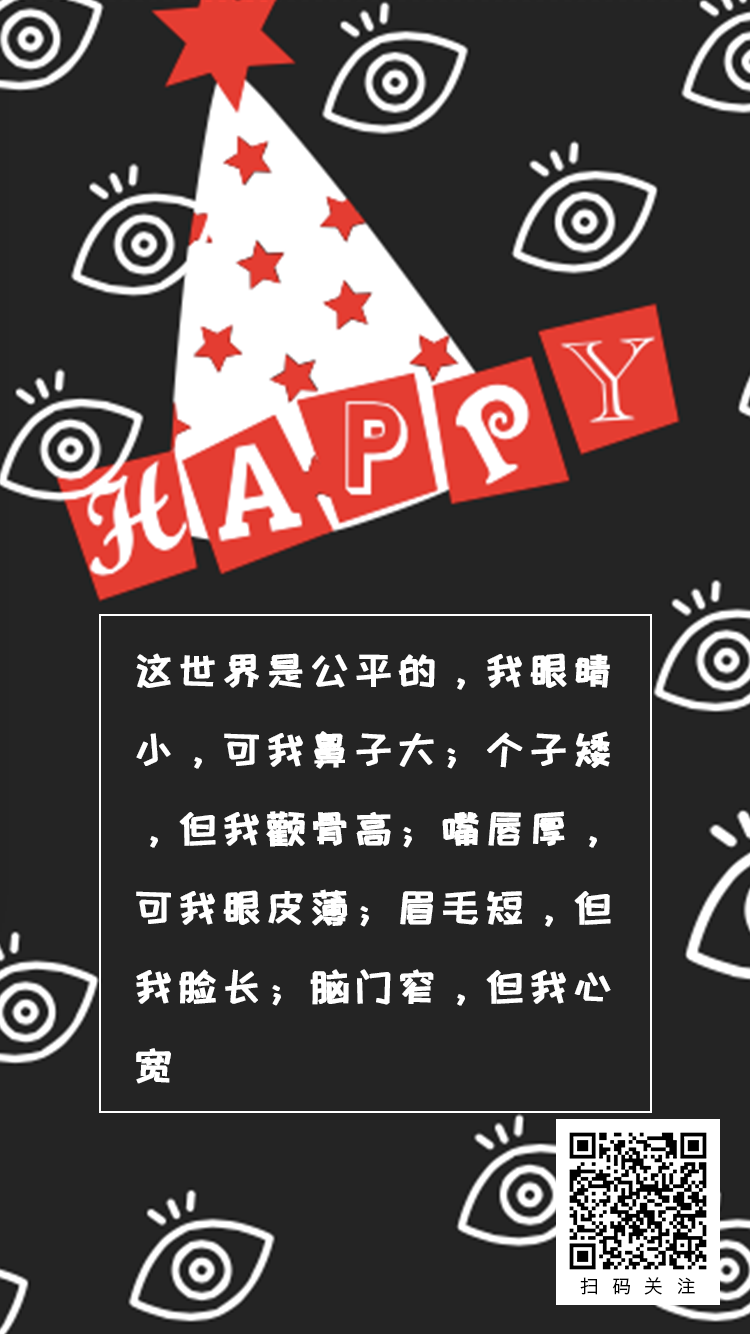 HAPPY
这世界是公平的，我眼睛
小，可我鼻子大；个子矮
，但我颧骨高；嘴唇厚，
可我眼皮薄；眉毛短，但
我脸长；脑门窄，但我心
宽
扫码关注